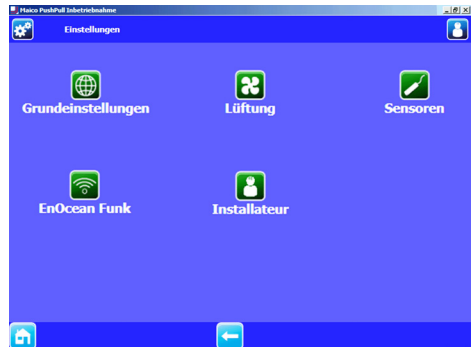 Maico PushPull Inbetriebnahme
Einstellungen
Grundeinstellungen
Lüftung
Sensoren
EnOcean Funk
Installateur